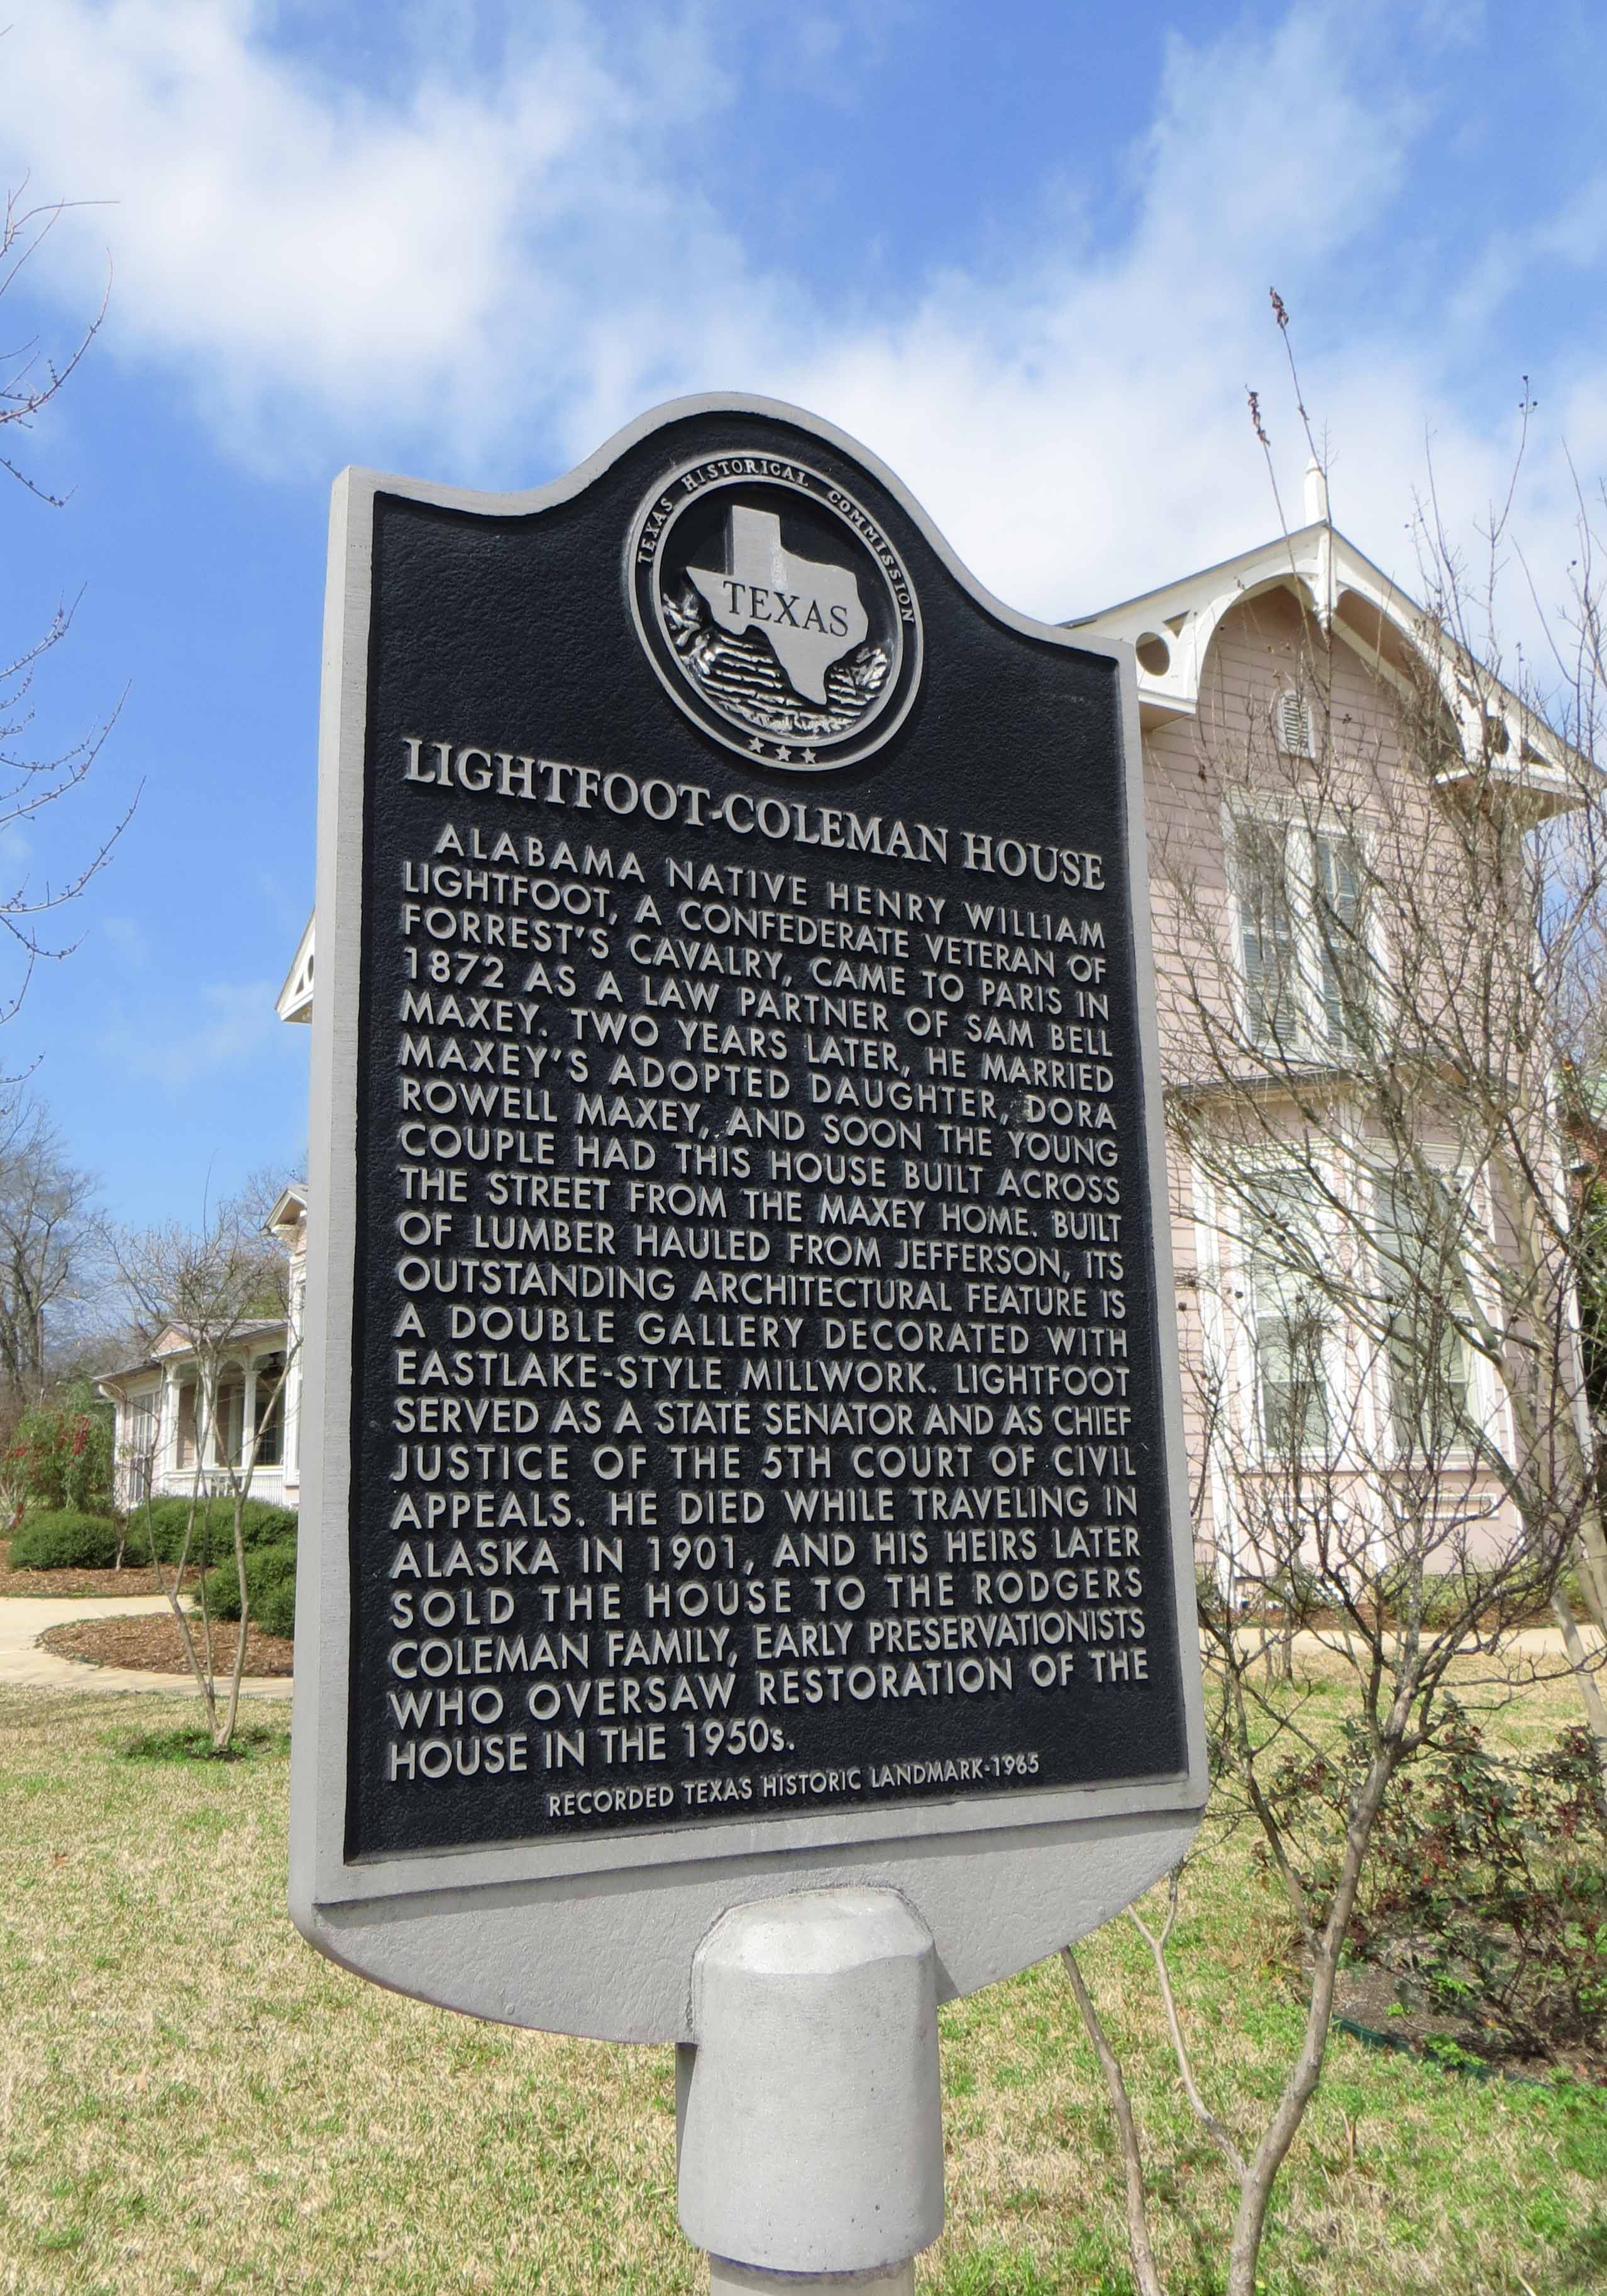 TEXAS HISTORICAL COMMISSION
TEXAS
LIGHTFOOT-COLEMAN HOUSE
ALABAMA NATIVE HENRY WILLIAM
LIGHTFOOT, A CONFEDERATE VETERAN OF
FORREST'S CAVALRY, CAME TO PARIS IN
1872 AS A LAW PARTNER OF SAM BELL
MAXEY. TWO YEARS LATER, HE MARRIED
MAXEY'S ADOPTED DAUGHTER, DORA
ROWELL MAXEY, AND SOON THE YOUNG
COUPLE HAD THIS HOUSE BUILT ACROSS
THE STREET FROM THE MAXEY HOME. BUILT
OF LUMBER HAULED FROM JEFFERSON, ITS
OUTSTANDING ARCHITECTURAL FEATURE IS
A DOUBLE GALLERY DECORATED WITH
EASTLAKE-STYLE MILLWORK. LIGHTFOOT
SERVED AS A STATE SENATOR AND AS CHIEF
JUSTICE OF THE 5TH COURT OF CIVIL
APPEALS. HE DIED WHILE TRAVELING IN
ALASKA IN 1901, AND HIS HEIRS LATER
SOLD THE HOUSE TO THE RODGERS
COLEMAN FAMILY, EARLY PRESERVATIONISTS
WHO OVERSAW RESTORATION OF THE
HOUSE IN THE 1950s.
RECORDED TEXAS HISTORIC LANDMARK-1965